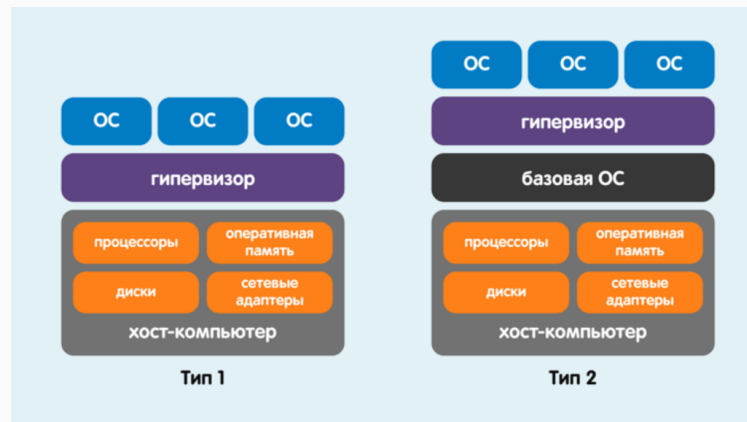 ОС ОС ОС
гипервизор
процессоры
оперативная
память
диски
сетевые
адаптеры
хост-компьютер
Тип 1
ОС ОС ОС
гипервизор
базовая ОС
процессоры
оперативная
память
диски
сетевые
адаптеры
хост-компьютер
Тип 2